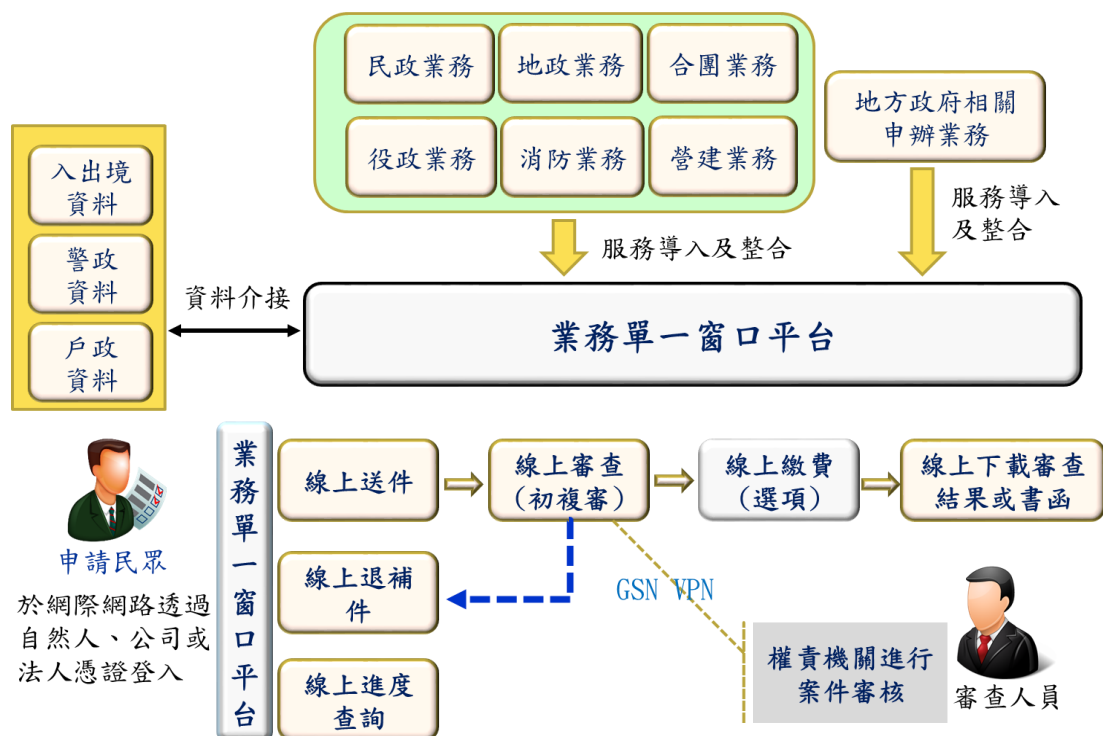 民政業務
地政業務
合團業務
役政業務
消防業務
營建業務
地方政府相關
申辦業務
入出境
資料
警政
資料
戶政
資料
服務導入及整合
服務導入
及整合
資料介接
業務單一窗口平台
申請民眾
於網際網路透過
自然人、公司或
法人憑證登入
業務單一窗口平台
線上送件
線上審查
(初複審)
線上繳費
(選項)
線上下載審查
結果或書函
線上退補
件
線上進度
查詢
GSN VPN
權責機關進行
案件審核
審查人員